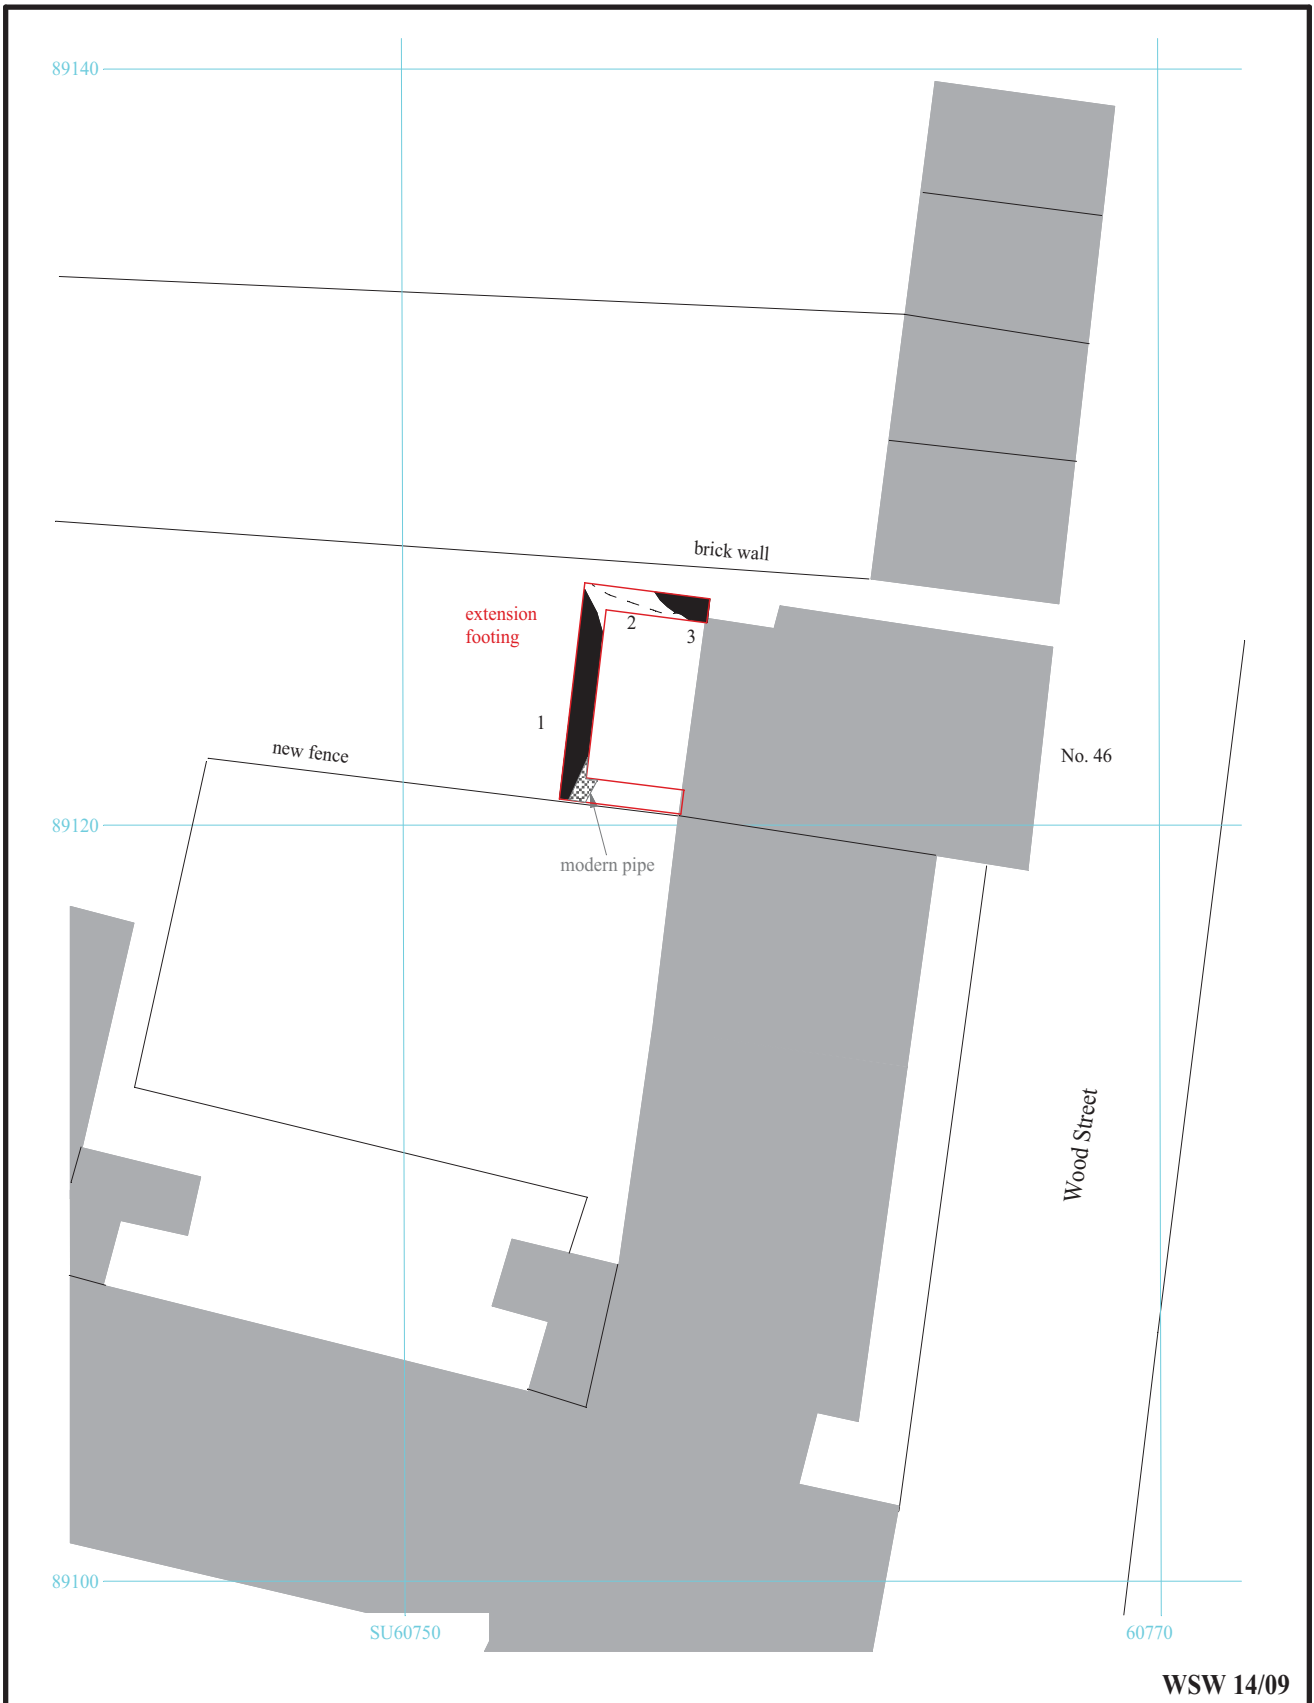 89140
brick wall
extension
footing
2
3
1
new fence
No. 46
89120
modern pipe
Wood Street
89100
SU60750
60770
WSW 14/09